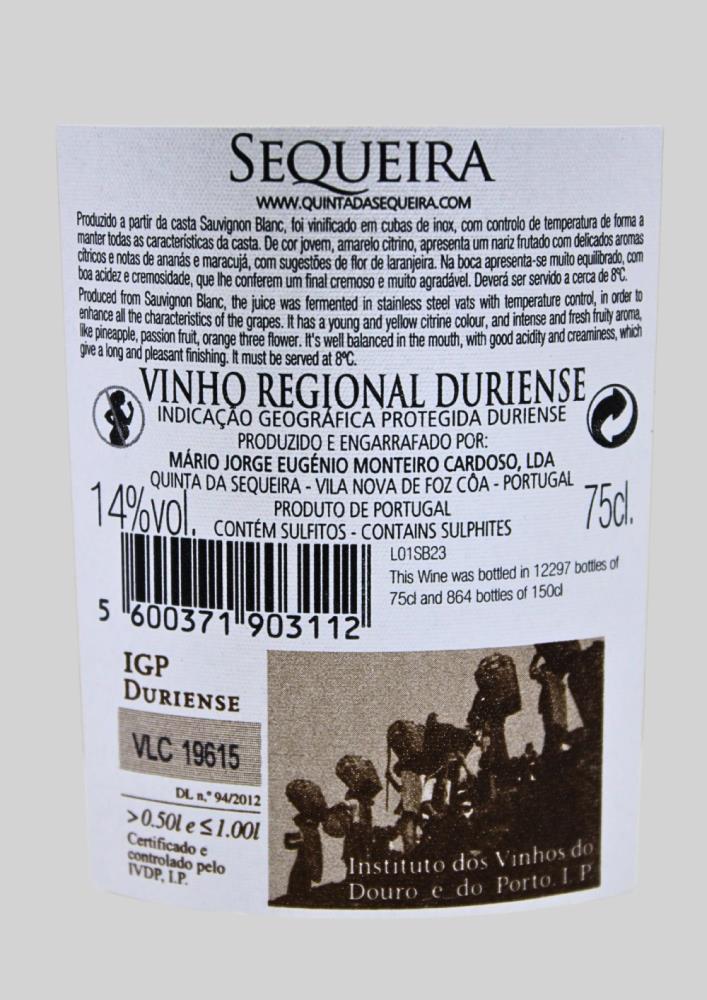 SEQUEIRA
WWW.QUINTADASEQUEIRA.COM
Produzido a partir da casta Sauvignon Blanc, foi vinificado em cubas de inox, com controlo de temperatura de forma a
manter todas as características da casta. De cor jovem, amarelo citrino, apresenta um nariz frutado com delicados aromas
cítricos e notas de ananás e maracujá, com sugestões de flor de laranjeira. Na boca apresenta-se muito equilibrado, com
boa acidez e cremosidade, que lhe conferem um final cremoso e muito agradável. Deverá ser servido a cerca de 8ºC.
Produced from Sauvignon Blanc, the juice was fermented in stainless steel vats with temperature control, in order to
enhance all the characteristics of the grapes. It has a young and yellow citrine colour, and intense and fresh fruity aroma,
like pineapple, passion fruit, orange three flower. It's well balanced in the mouth, with good acidity and creaminess, which
give a long and pleasant finishing. It must be served at 8ºC.
VINHO REGIONAL DURIENSE
INDICAÇÃO GEOGRÁFICA PROTEGIDA DURIENSE
PRODUZIDO E ENGARRAFADO POR:
MÁRIO JORGE EUGÉNIO MONTEIRO CARDOSO, LDA
QUINTA DA SEQUEIRA - VILA NOVA DE FOZ CÔA - PORTUGAL
14%vol. PRODUTO DE PORTUGAL 75cl.
CONTÉM SULFITOS - CONTAINS SULPHITES
L01SB23
This Wine was bottled in 12297 bottles of
75cl and 864 bottles of 150cl
5 600371 903112
IGP
DURIENSE
VLC 19615
DL n.º 94/2012
>0.50l e ≤1.00l
Certificado e
controlado pelo
IVDP, I.P.
Instituto dos Vinhos do
Douro e do Porto, I. P.